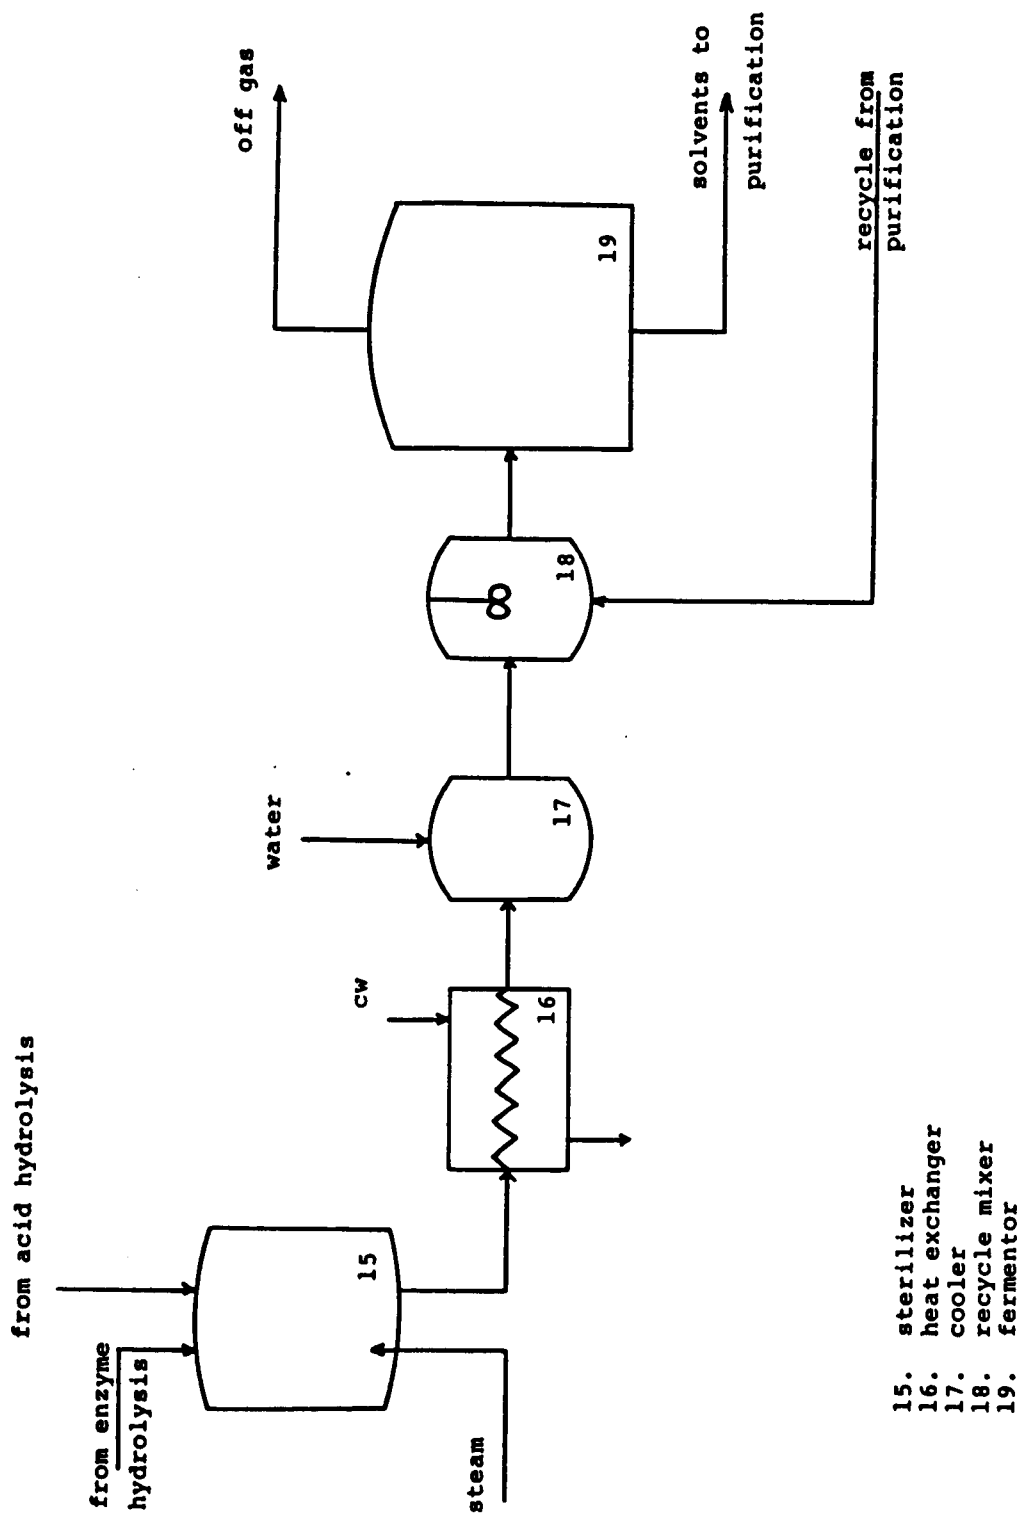 from acid hydrolysis
from enzyme
hydrolysis
steam
15
cw
16
water
17
18
19
off gas
solvents to
purification
recycle from
purification
15. sterilizer
16. heat exchanger
17. cooler
18. recycle mixer
19. fermentor